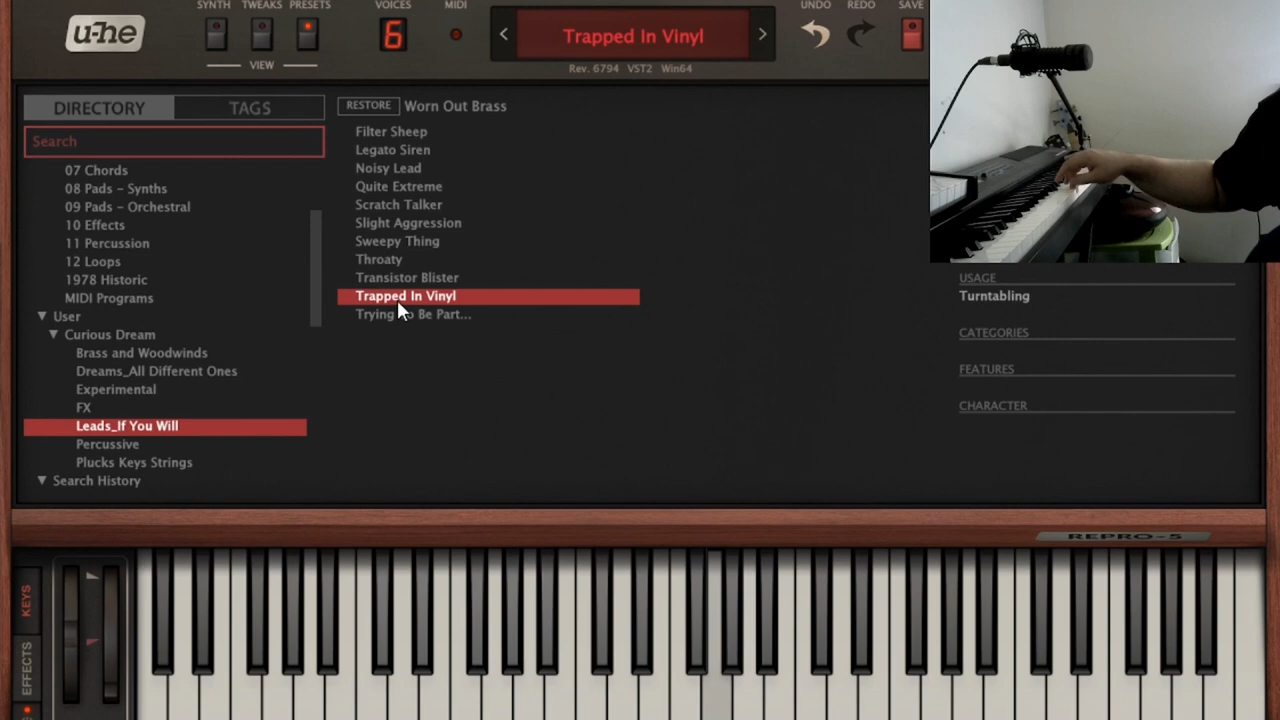 SYNTH TWEAKS PRESETS
VOICES
MIDI
UNDO REDO SAVE
u-he
6
Trapped In Vinyl
VIEW
Rev. 6794 VST2 Win64
DIRECTORY
TAGS
Search
07 Chords
08 Pads - Synths
09 Pads - Orchestral
10 Effects
11 Percussion
12 Loops
1978 Historic
MIDI Programs
User
Curious Dream
Brass and Woodwinds
Dreams_All Different Ones
Experimental
FX
Leads_If You Will
Percussive
Plucks Keys Strings
Search History
RESTORE Worn Out Brass
Filter Sheep
Legato Siren
Noisy Lead
Quite Extreme
Scratch Talker
Slight Aggression
Sweepy Thing
Throaty
Transistor Blister
Trapped In Vinyl
Trying To Be Part...
USAGE
Turntabling
CATEGORIES
FEATURES
CHARACTER
REPRO-5
KEYS
EFFECTS